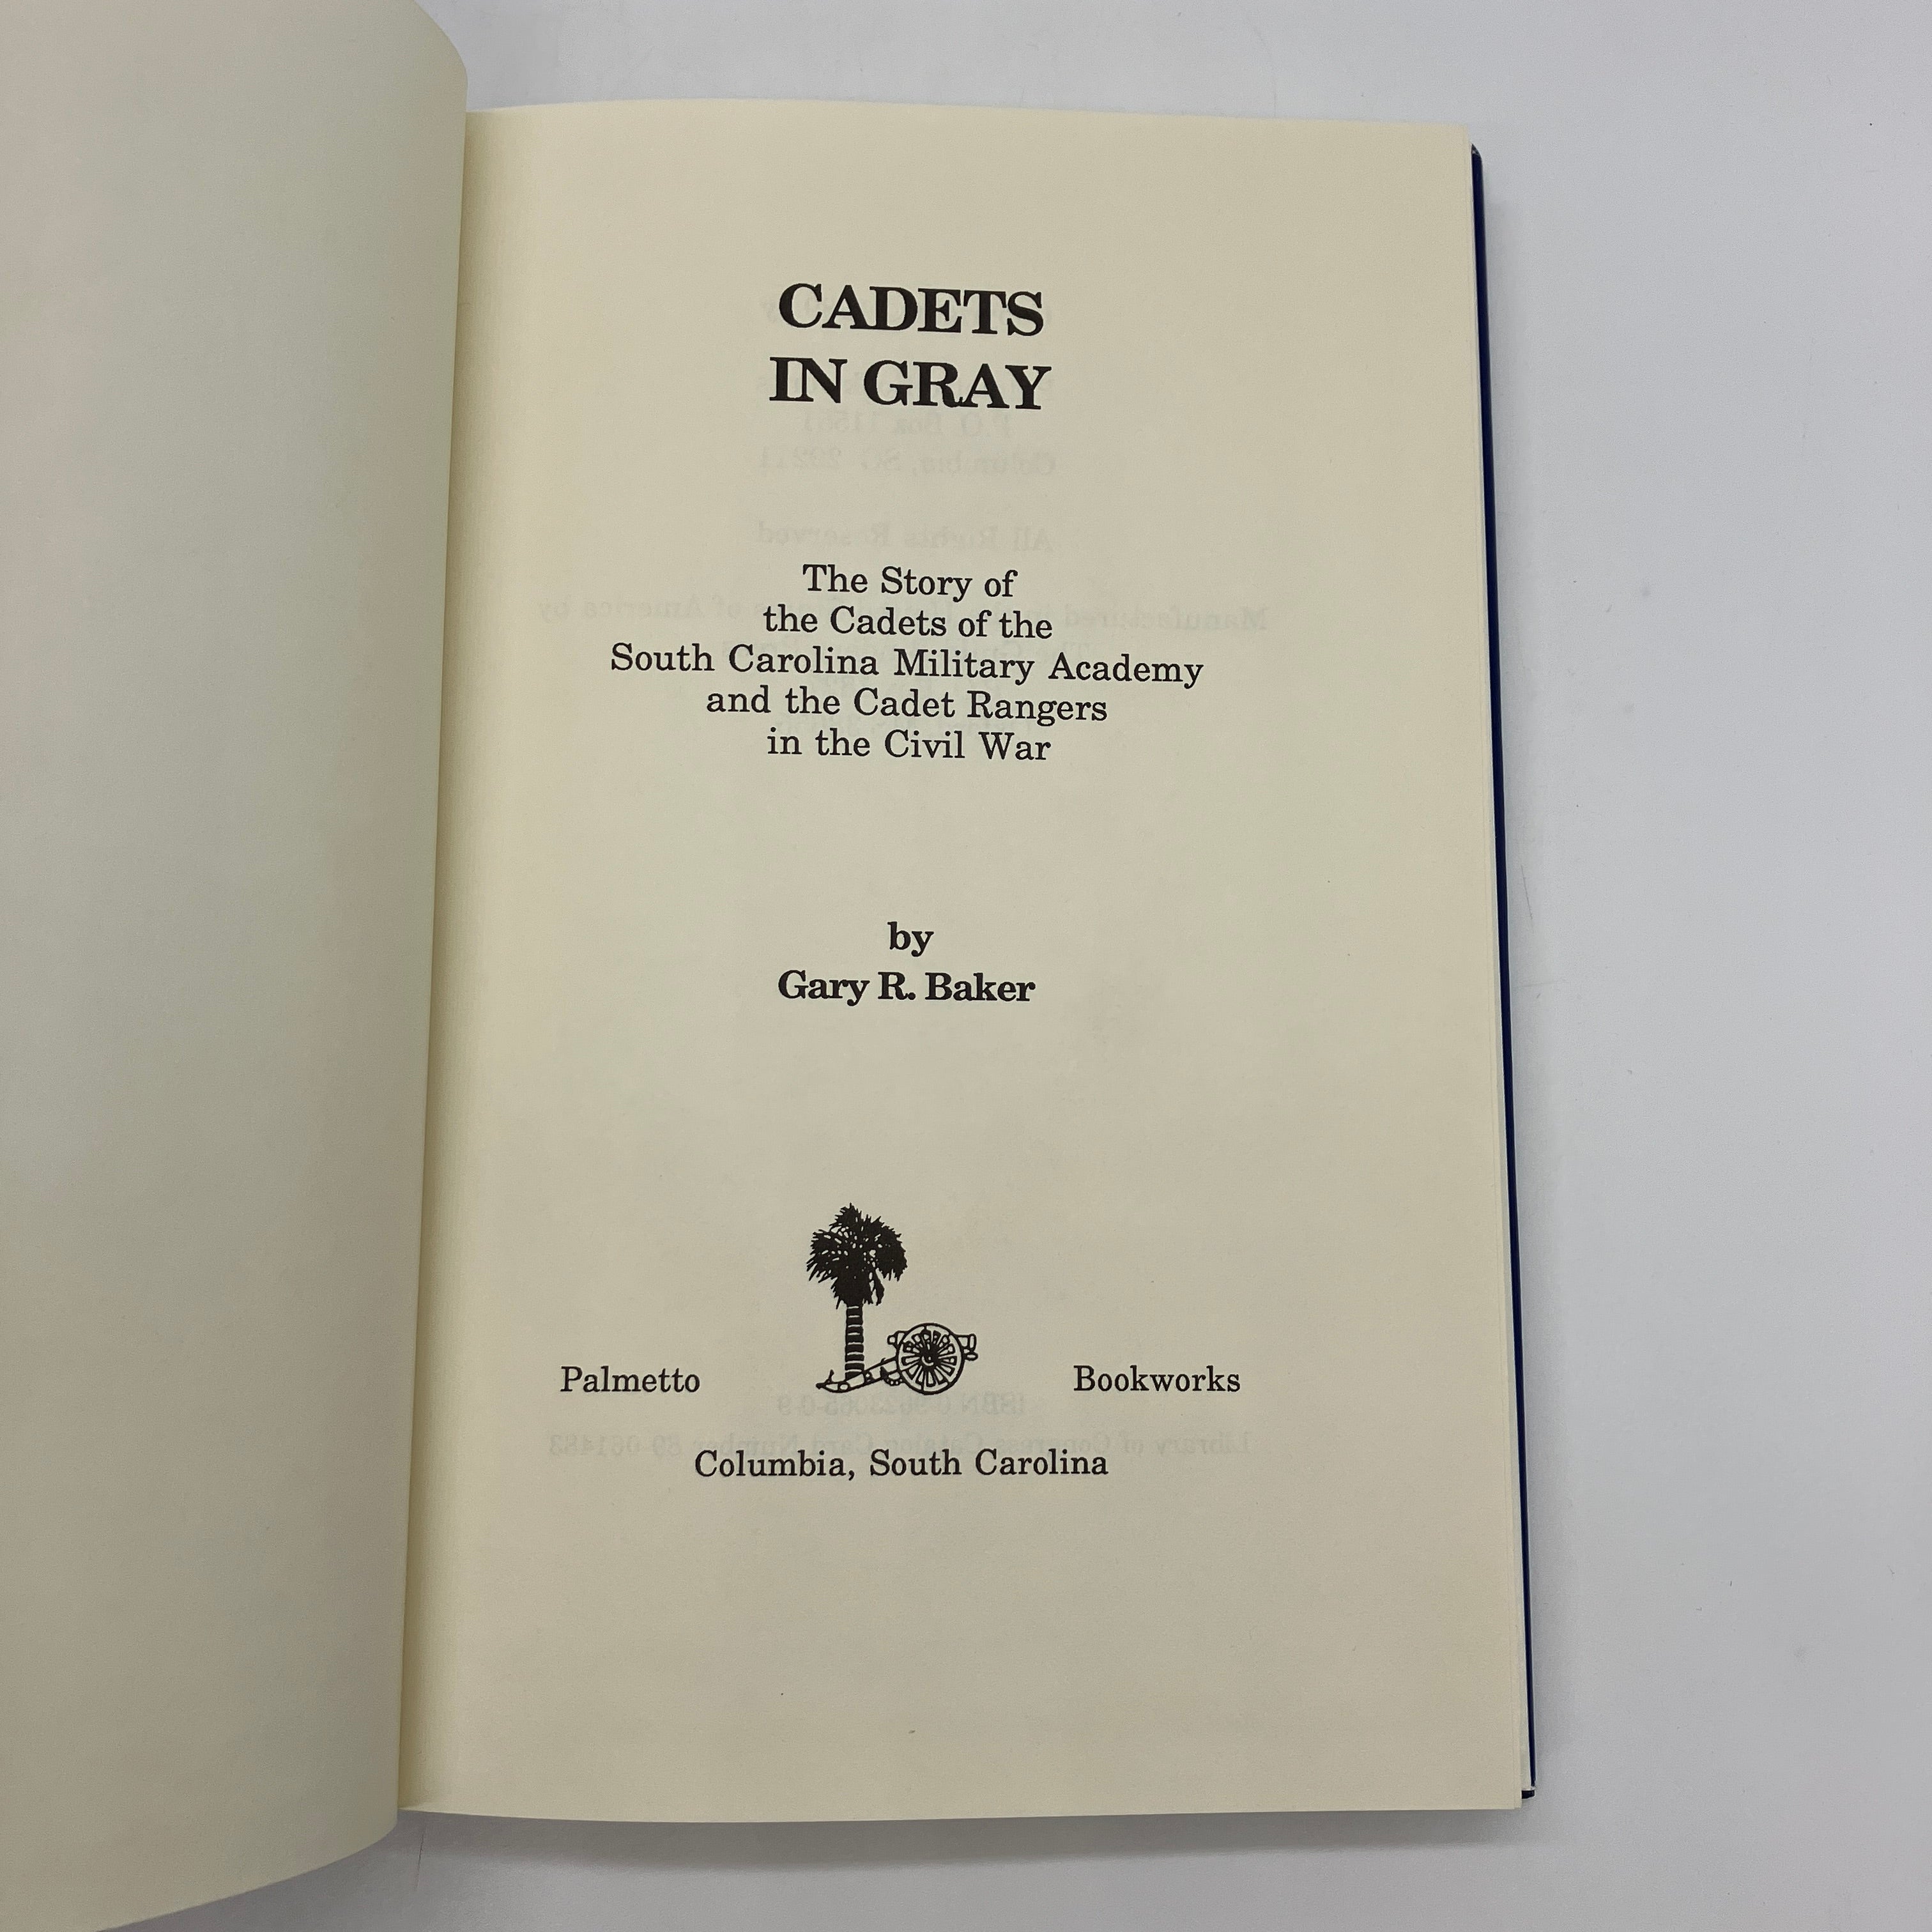 CADETS
IN GRAY
The Story of
the Cadets of the
South Carolina Military Academy
and the Cadet Rangers
in the Civil War
by
Gary R. Baker
Palmetto Bookworks
Columbia, South Carolina